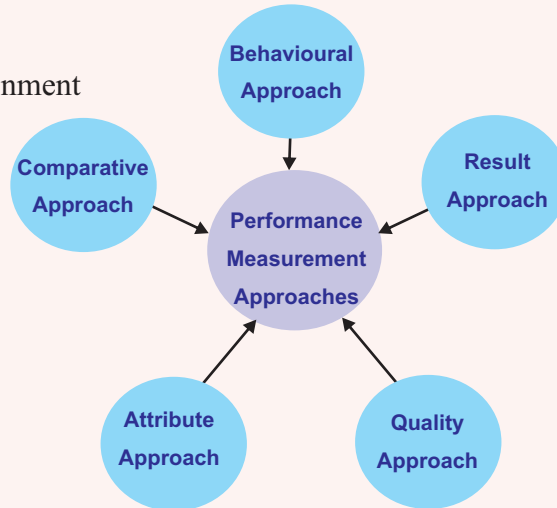 Behavioural
Approach
nment
Comparative
Approach
Result
Approach
Performance
Measurement
Approaches
Attribute
Approach
Quality
Approach